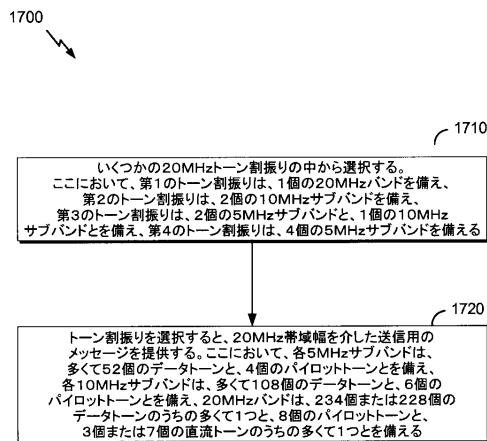 1700
1710
いくつかの20MHzトーン割振りの中から選択する。
ここにおいて、第1のトーン割振りは、1個の20MHzバンドを備え、
第2のトーン割振りは、2個の10MHzサブバンドを備え、
第3のトーン割振りは、2個の5MHzサブバンドと、1個の10MHz
サブバンドとを備え、第4のトーン割振りは、4個の5MHzサブバンドを備える
1720
トーン割振りを選択すると、20MHz帯域幅を介した送信用の
メッセージを提供する。ここにおいて、各5MHzサブバンドは、
多くて52個のデータトーンと、4個のパイロットトーンとを備え、
各10MHzサブバンドは、多くて108個のデータトーンと、6個の
パイロットトーンとを備え、20MHzバンドは、234個または228個の
データトーンのうちの多くて1つと、8個のパイロットトーンと、
3個または7個の直流トーンのうちの多くて1つとを備える